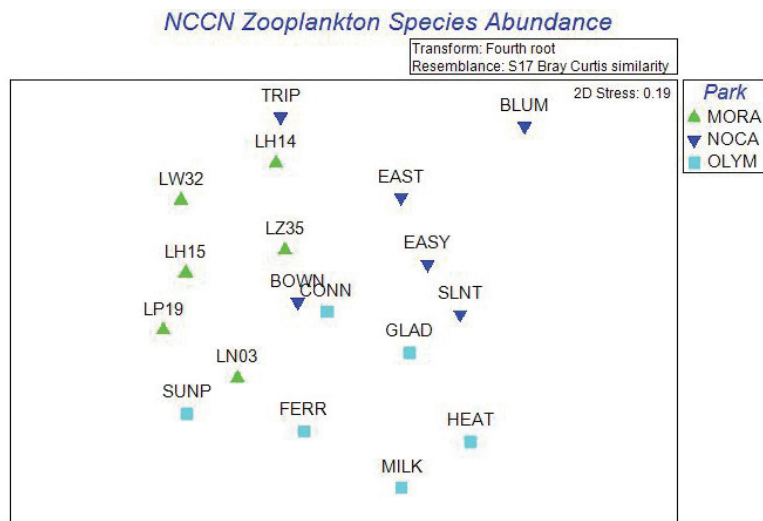 NCCN Zooplankton Species Abundance
Transform: Fourth root
Resemblance: S17 Bray Curtis similarity
2D Stress: 0.19
Park
MORA
NOCA
OLYM
TRIP
BLUM
LH14
LW32
EAST
LZ35
EASY
LH15
BOWN
CONN
SLNT
LP19
GLAD
LN03
SUNP
FERR
HEAT
MILK